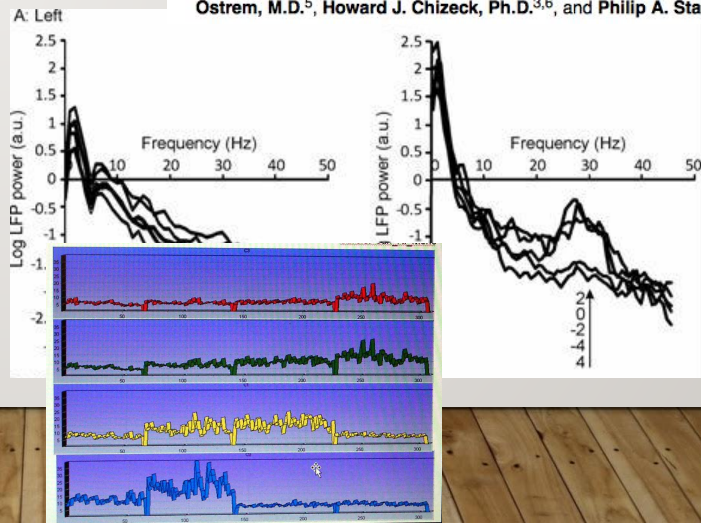 Ostrem, M.D.5, Howard J. Chizeck, Ph.D.3,6, and Philip A. Sta
A: Left
2.5
2
1.5
1
0.5
0
-0.5
-1
-1.
-2.
Log LFP power (a.u.)
Frequency (Hz)
10 20 30 40 50
2.5
2
1.5
1
0.5
0
-0.5
-1
LFP power (a.u.)
Frequency (Hz)
0 10 20 30 40 50
2
0
-2
-4
4